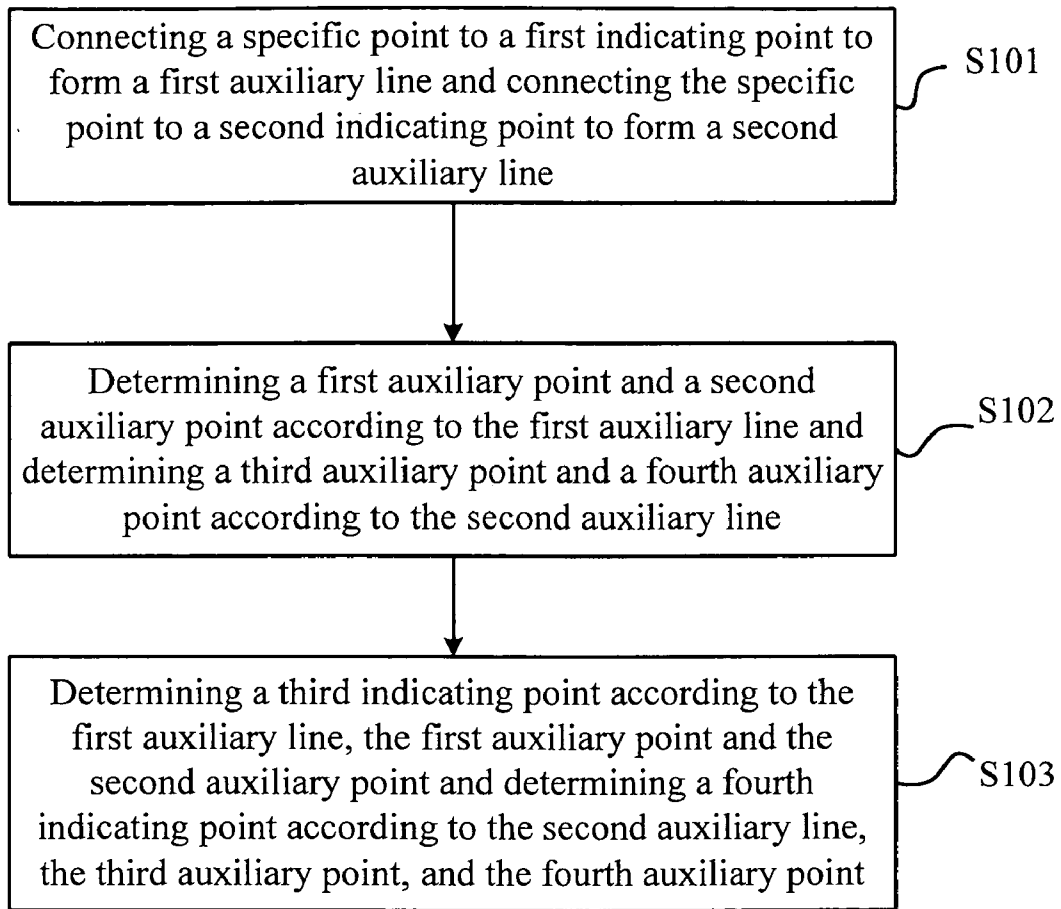 Connecting a specific point to a first indicating point to
form a first auxiliary line and connecting the specific
point to a second indicating point to form a second
auxiliary line
S101
Determining a first auxiliary point and a second
auxiliary point according to the first auxiliary line and
determining a third auxiliary point and a fourth auxiliary
point according to the second auxiliary line
S102
Determining a third indicating point according to the
first auxiliary line, the first auxiliary point and the
second auxiliary point and determining a fourth
indicating point according to the second auxiliary line,
the third auxiliary point, and the fourth auxiliary point
S103